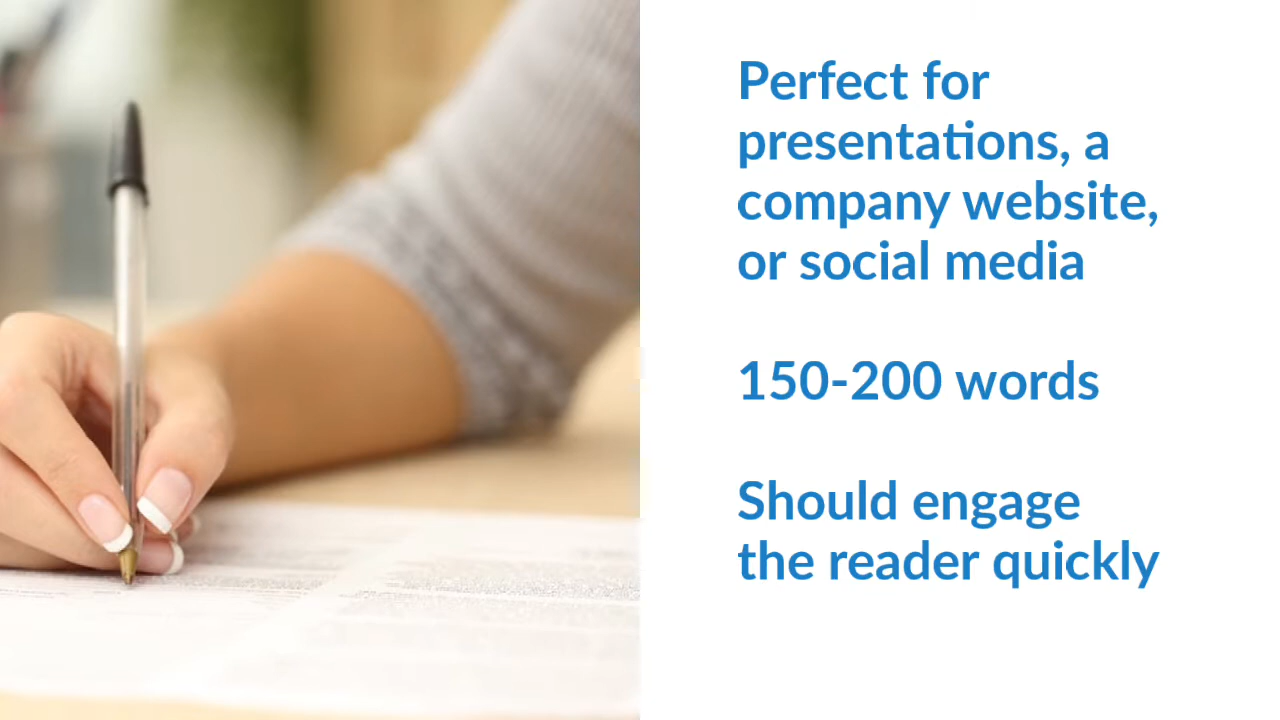 Perfect for
presentations, a
company website,
or social media
150-200 words
Should engage
the reader quickly